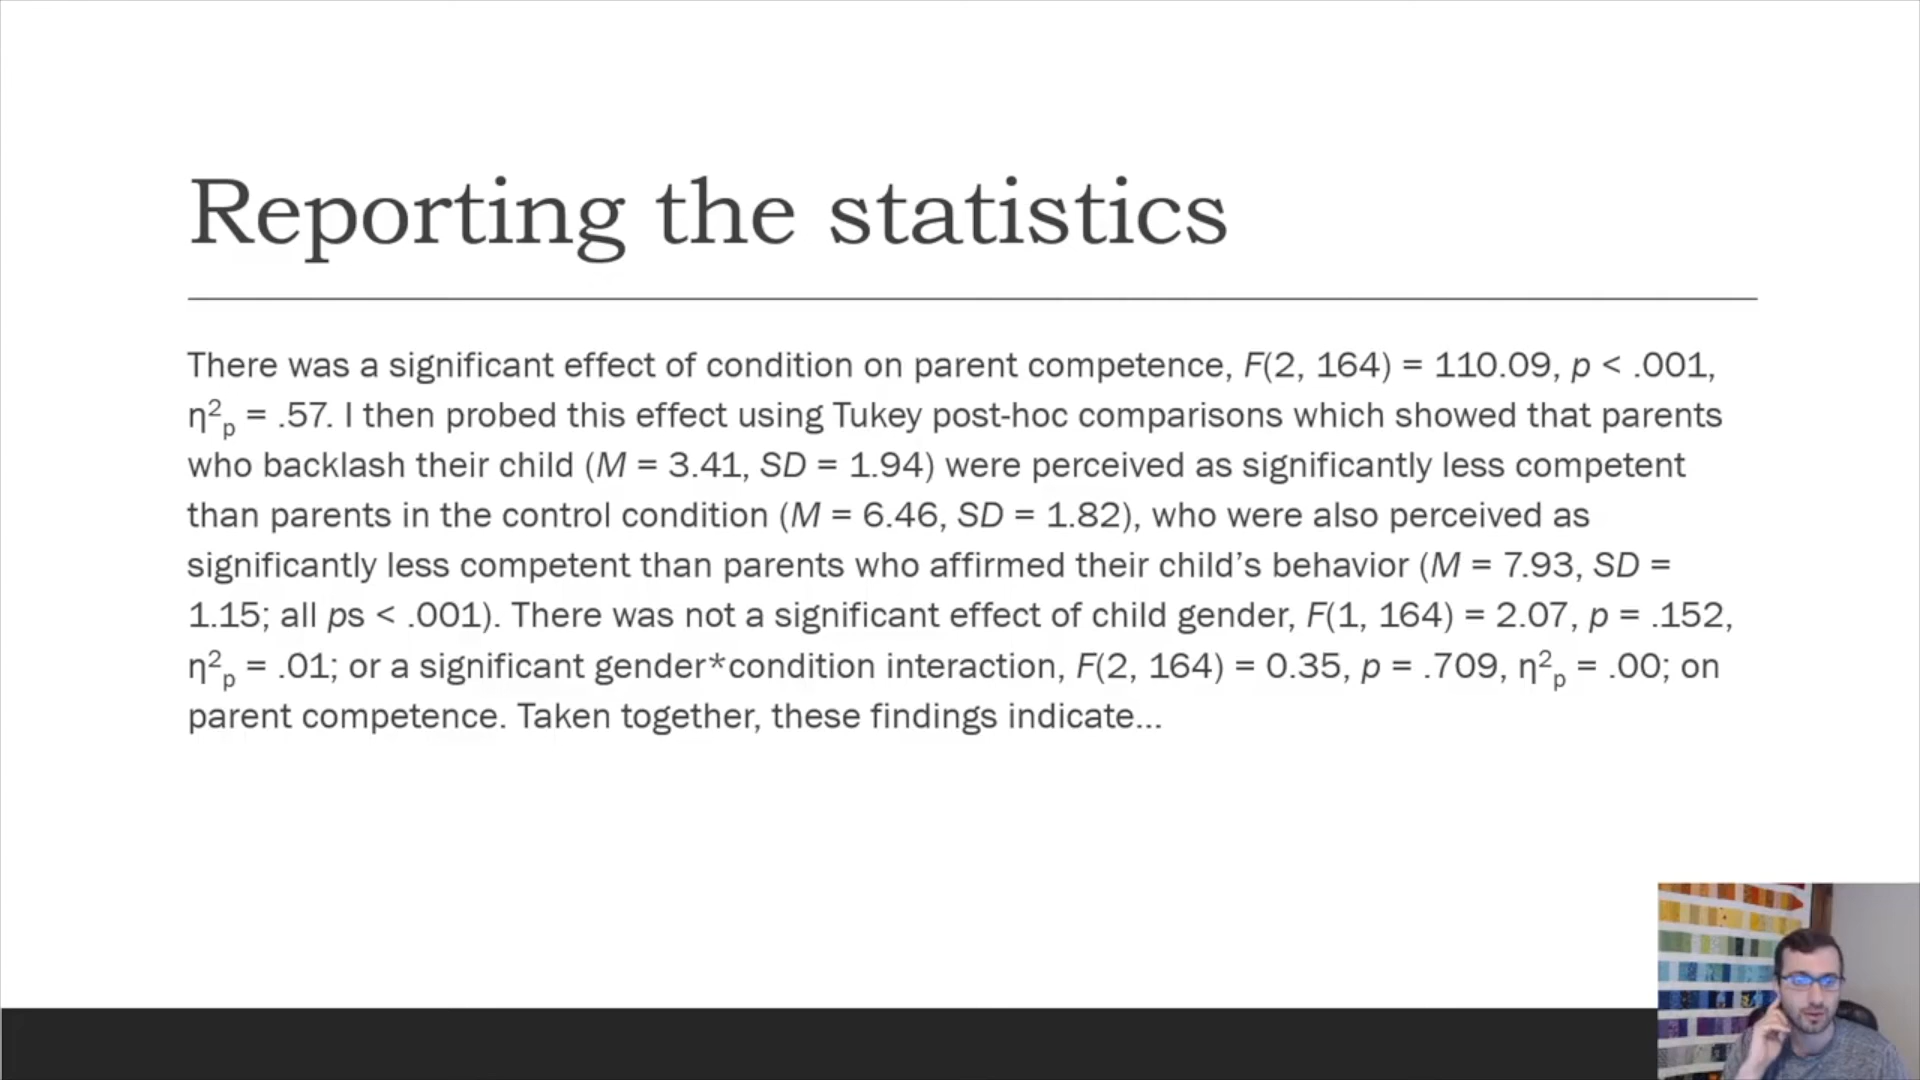 Reporting the statistics
There was a significant effect of condition on parent competence, F(2, 164) = 110.09, p < .001,
η²ₚ = .57. I then probed this effect using Tukey post-hoc comparisons which showed that parents
who backlash their child (M = 3.41, SD = 1.94) were perceived as significantly less competent
than parents in the control condition (M = 6.46, SD = 1.82), who were also perceived as
significantly less competent than parents who affirmed their child’s behavior (M = 7.93, SD =
1.15; all ps < .001). There was not a significant effect of child gender, F(1, 164) = 2.07, p = .152,
η²ₚ = .01; or a significant gender*condition interaction, F(2, 164) = 0.35, p = .709, η²ₚ = .00; on
parent competence. Taken together, these findings indicate…